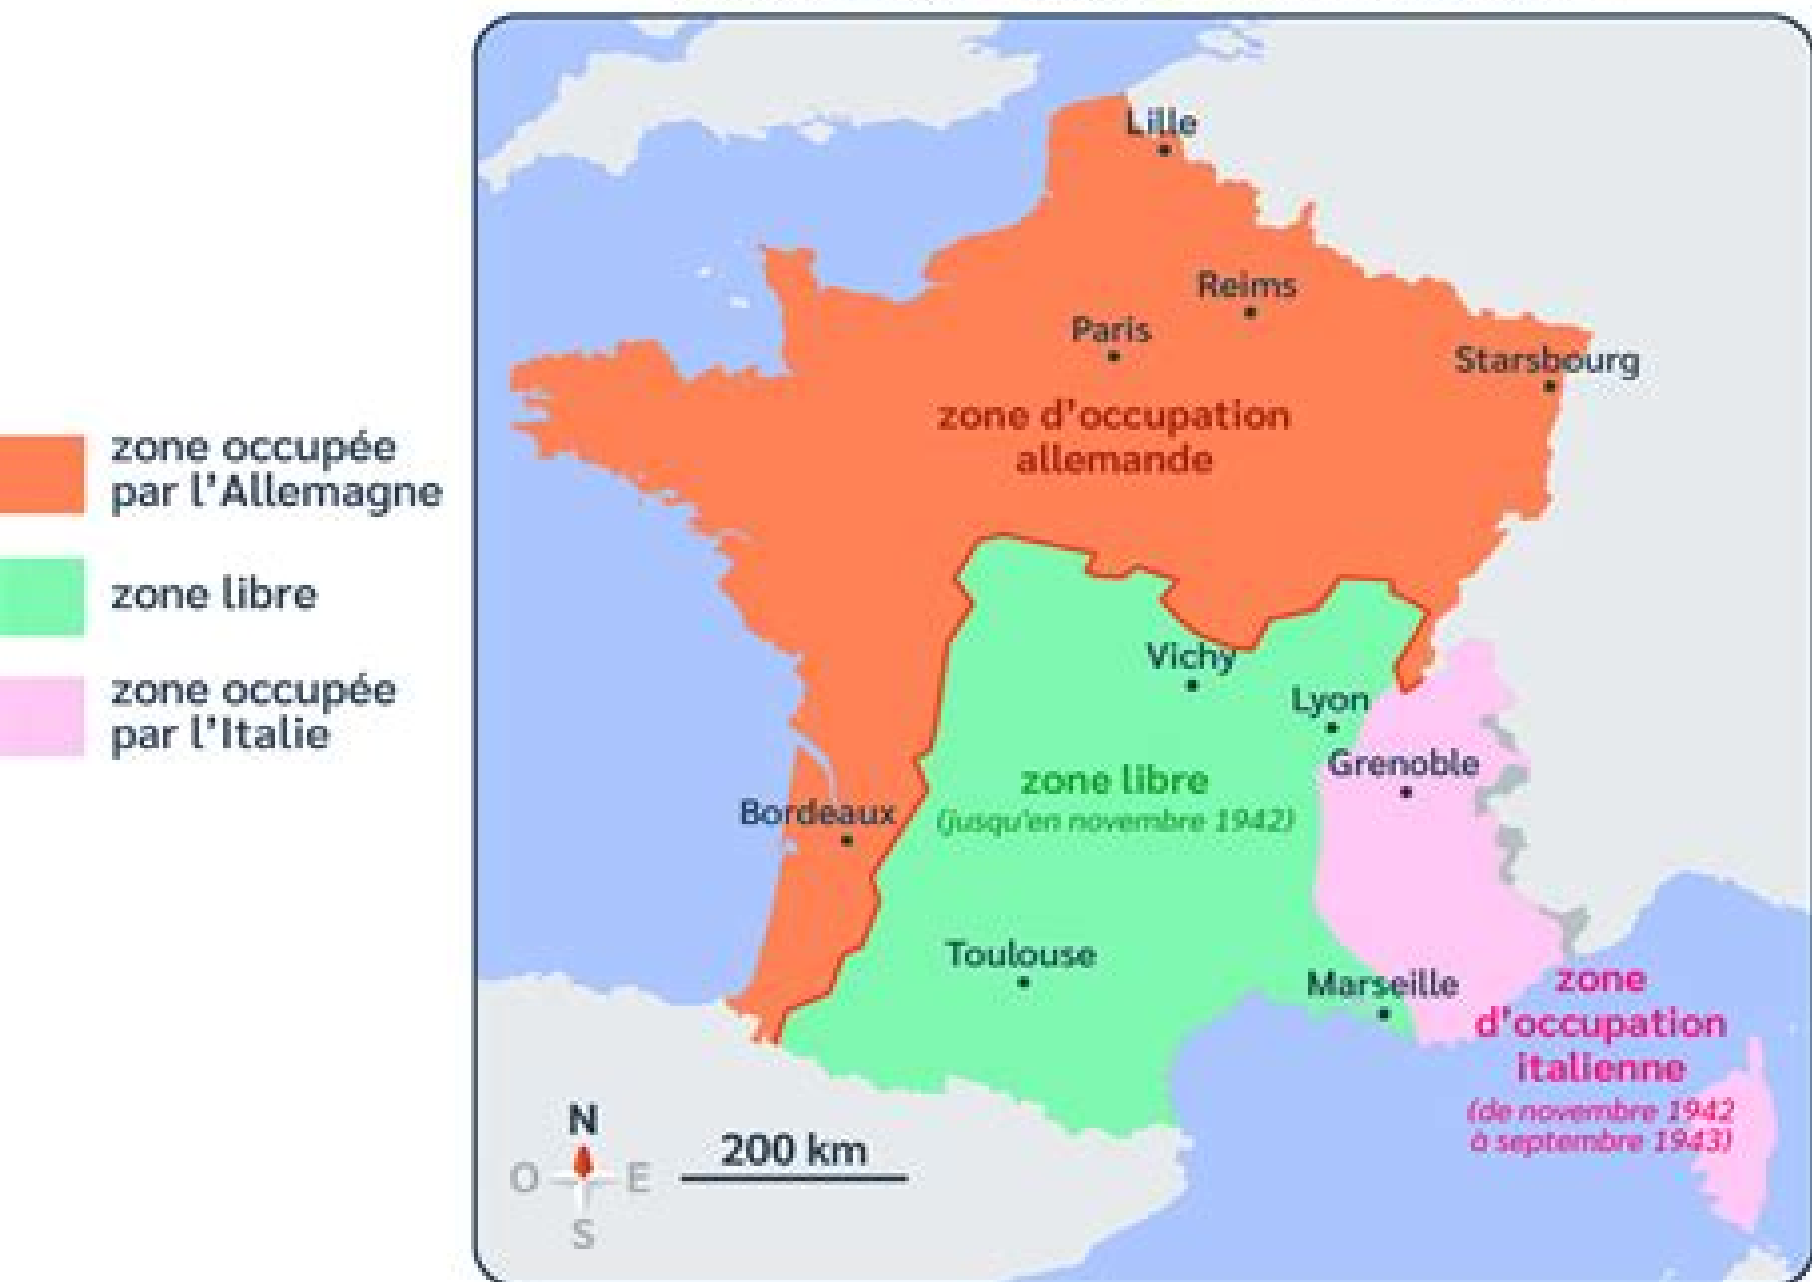 zone occupée
par l'Allemagne
zone libre
zone occupée
par l'Italie
Lille
Reims
Paris
Starsbourg
zone d'occupation
allemande
Vichy
Lyon
Grenoble
zone libre
(jusqu'en novembre 1942)
Bordeaux
Toulouse
Marseille
zone
d'occupation
italienne
(de novembre 1942
à septembre 1943)
N
O E
S
200 km